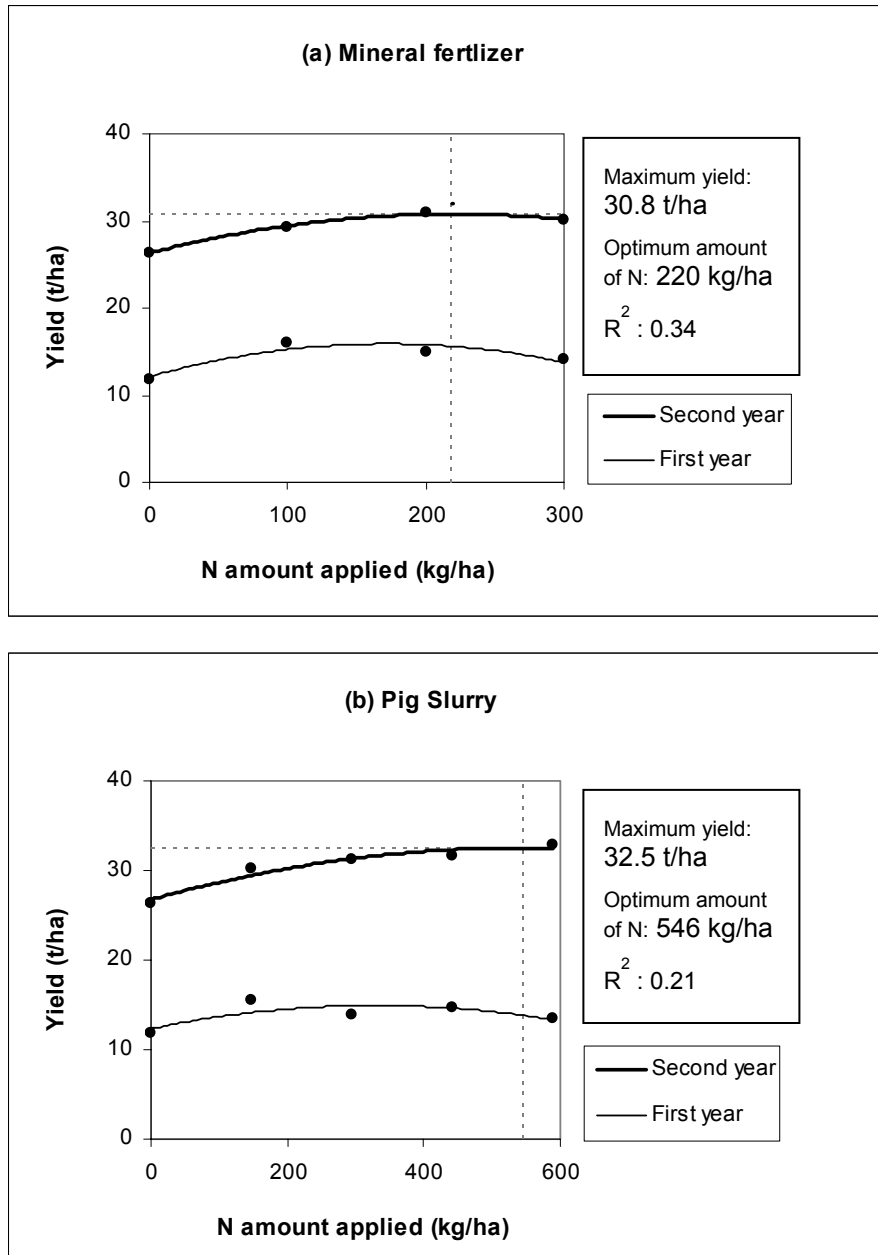 (a) Mineral fertlizer
40
30
20
10
0
Yield (t/ha)
0 100 200 300
N amount applied (kg/ha)
Maximum yield:
30.8 t/ha
Optimum amount
of N: 220 kg/ha
R² : 0.34
Second year
First year
(b) Pig Slurry
40
30
20
10
0
Yield (t/ha)
0 200 400 600
N amount applied (kg/ha)
Maximum yield:
32.5 t/ha
Optimum amount
of N: 546 kg/ha
R² : 0.21
Second year
First year